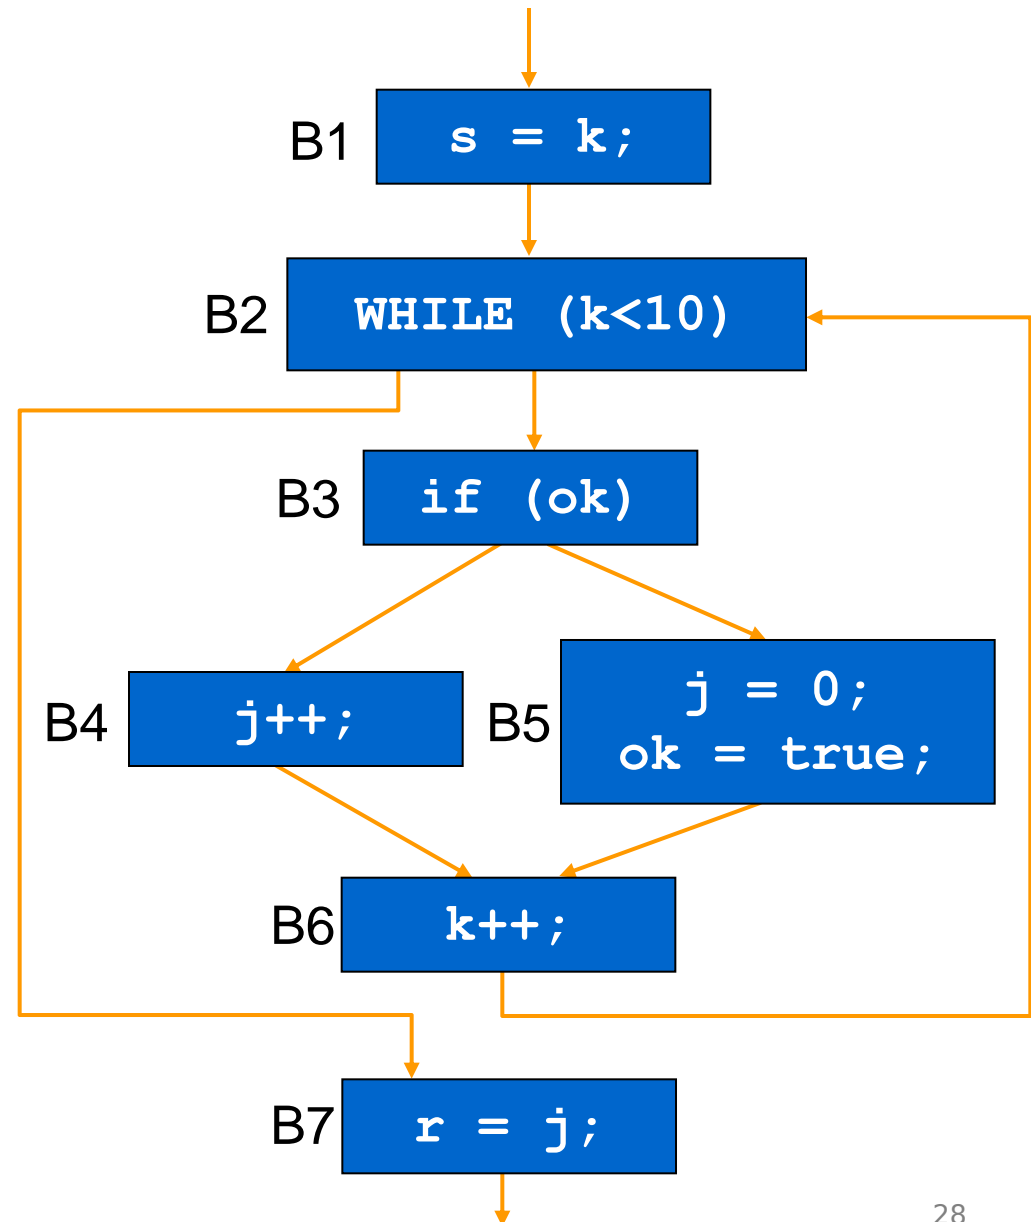 B1
s = k;
B2
WHILE (k<10)
B3
if (ok)
B4
j++;
B5
j = 0;
ok = true;
B6
k++;
B7
r = j;
28